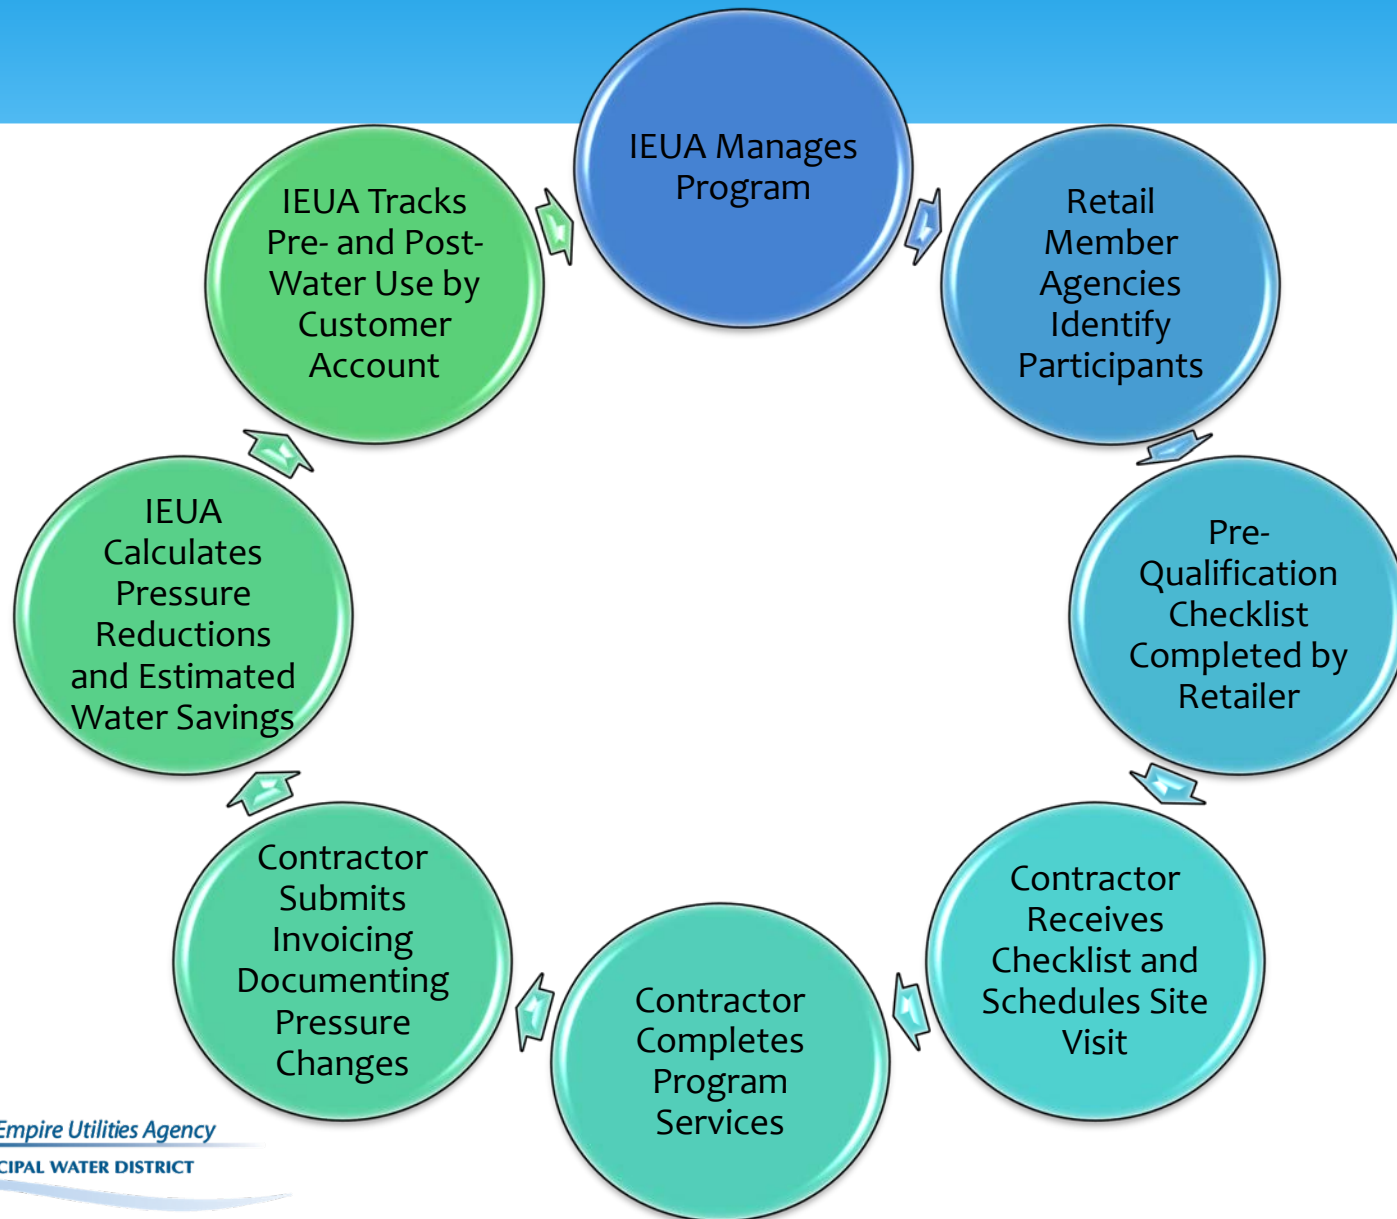 IEUA Manages
Program
Retail
Member
Agencies
Identify
Participants
Pre-
Qualification
Checklist
Completed by
Retailer
Contractor
Receives
Checklist and
Schedules Site
Visit
Contractor
Completes
Program
Services
Contractor
Submits
Invoicing
Documenting
Pressure
Changes
IEUA
Calculates
Pressure
Reductions
and Estimated
Water Savings
IEUA Tracks
Pre- and Post-
Water Use by
Customer
Account
Empire Utilities Agency
CIPAL WATER DISTRICT